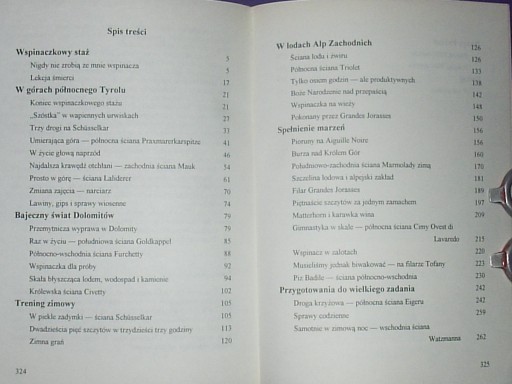 Spis treści
Wspinaczkowy staż 5
Nigdy nie zrobią ze mnie wspinacza 5
Lekcja śmierci 17
W górach północnego Tyrolu 21
Koniec wspinaczkowego stażu 21
„Szóstka” w wapiennych urwiskach 27
Trzy drogi na Schüsselkar 33
Umierająca góra — północna ściana Praxmarerkarspitze 41
W życie głową naprzód 46
Najdalsza krawędź otchłani — zachodnia ściana Mauk 54
Prosto w górę — ściana Laliderer 61
Zmiana zajęcia — narciarz 70
Lawiny, gips i sprawy wiosenne 74
Bajeczny świat Dolomitów 79
Przemytnicza wyprawa w Dolomity 79
Raz w życiu — południowa ściana Goldkappel 85
Północno-wschodnia ściana Furchetty 88
Wspinaczka dla próby 92
Skała błyszcząca lodem, wodospad i kamienie 94
Królewska ściana Civetty 102
Trening zimowy 105
W piekle zadymki — ściana Schüsselkar 105
Dwadzieścia pięć szczytów w trzydzieści trzy godziny 113
Zimna grań 120
324
W lodach Alp Zachodnich 126
Ściana lodu i żwiru 126
Północna ściana Triolet 133
Tylko osiem godzin — ale produktywnych 138
Boże Narodzenie nad przepaścią 142
Wspinaczka na wieży 148
Pokonany przez Grandes Jorasses 150
Spełnienie marzeń 156
Pioruny na Aiguille Noire 156
Burza nad Królem Gór 160
Południowo-zachodnia ściana Marmolady zimą 170
Szczelina lodowa i alpejski zakład 181
Filar Grandes Jorasses 189
Piętnaście szczytów za jednym zamachem 197
Matterhorn i karawka wina 209
Gimnastyka w skale — północna ściana Cimy Ovest di
Lavaredo 215
Wspinacz w zalotach 220
Musieliśmy jednak biwakować — na filarze Tofany 223
Piz Badile — ściana północno-wschodnia 230
Przygotowania do wielkiego zadania 242
Droga krzyżowa — północna ściana Eigeru 242
Sprawy codzienne 259
Samotnie w zimową noc — wschodnia ściana
Watzmanna 262
325